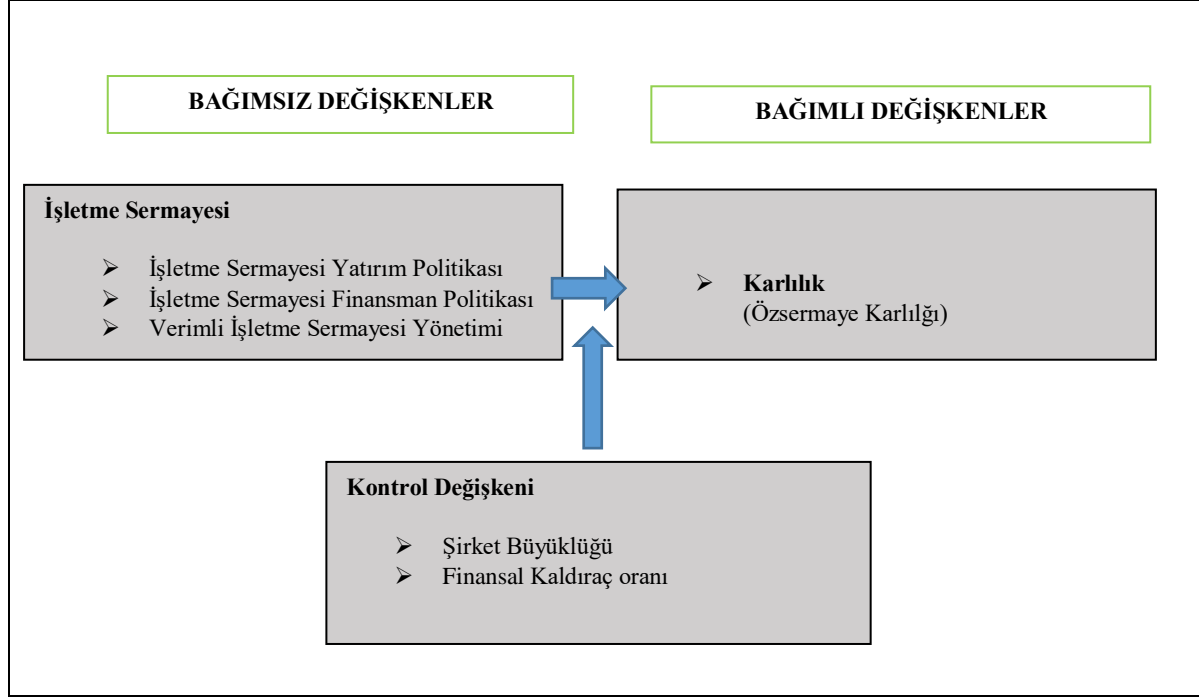 BAĞIMSIZ DEĞİŞKENLER
BAĞIMLI DEĞİŞKENLER
İşletme Sermayesi
➢ İşletme Sermayesi Yatırım Politikası
➢ İşletme Sermayesi Finansman Politikası
➢ Verimli İşletme Sermayesi Yönetimi
➢ Karlılık
(Özsermaye Karlılğı)
Kontrol Değişkeni
➢ Şirket Büyüklüğü
➢ Finansal Kaldıraç oranı